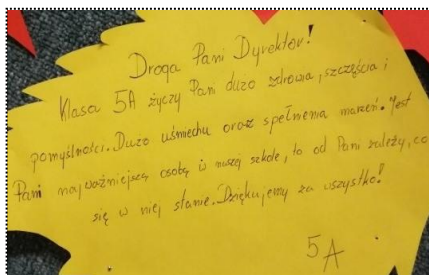 Droga Pani Dyrektor!
Klasa 5A życzy Pani dużo zdrowia, szczęścia i
pomyślności. Dużo uśmiechu oraz spełnienia marzeń. Jest
Pani najważniejszą osobą w naszej szkole, to od Pani zależy, co
się w niej stanie. Dziękujemy za wszystko!
5A